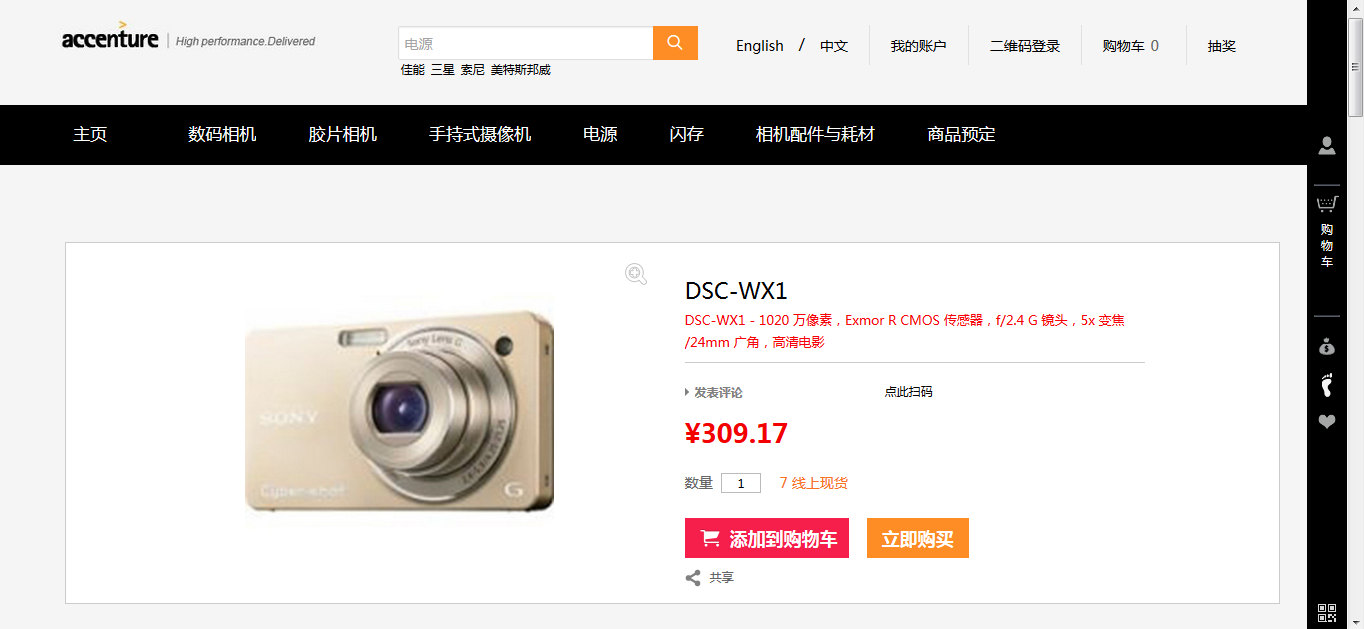 accenture
High performance.Delivered
电源
佳能 三星 索尼 美特斯邦威
English / 中文
我的账户
二维码登录
购物车 0
抽奖
主页
数码相机
胶片相机
手持式摄像机
电源
闪存
相机配件与耗材
商品预定
购
物
车
SONY
Cyber-shot
Sony Lens G
G
DSC-WX1
DSC-WX1 - 1020 万像素，Exmor R CMOS 传感器，f/2.4 G 镜头，5x 变焦
/24mm 广角，高清电影
发表评论
点此扫码
¥309.17
数量 1 7 线上现货
添加到购物车
立即购买
共享